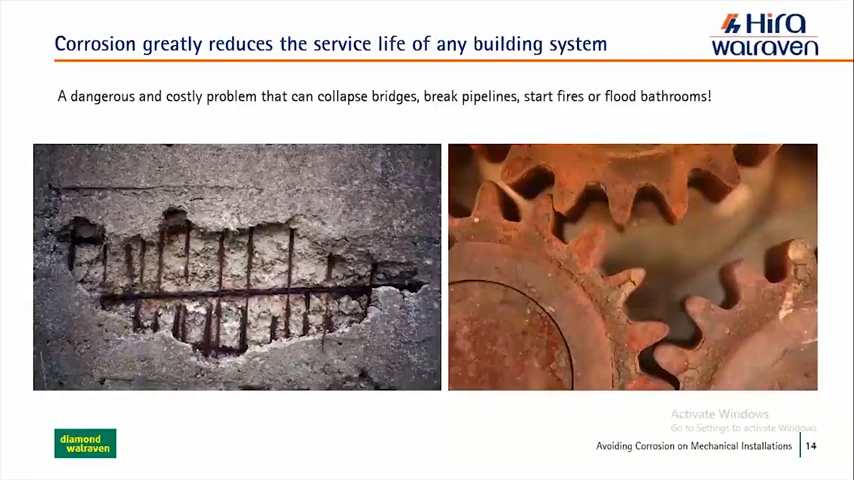 Corrosion greatly reduces the service life of any building system
Hira
walraven
A dangerous and costly problem that can collapse bridges, break pipelines, start fires or flood bathrooms!
Activate Windows
Go to Settings to activate Windows.
diamond
walraven
Avoiding Corrosion on Mechanical Installations 14